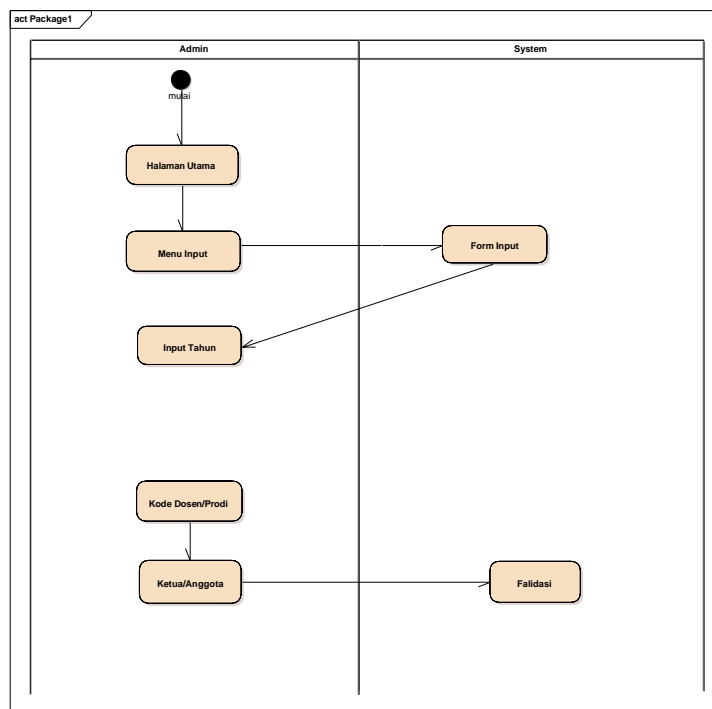 act Package1
Admin
System
mulai
Halaman Utama
Menu Input
Form Input
Input Tahun
Kode Dosen/Prodi
Ketua/Anggota
Falidasi